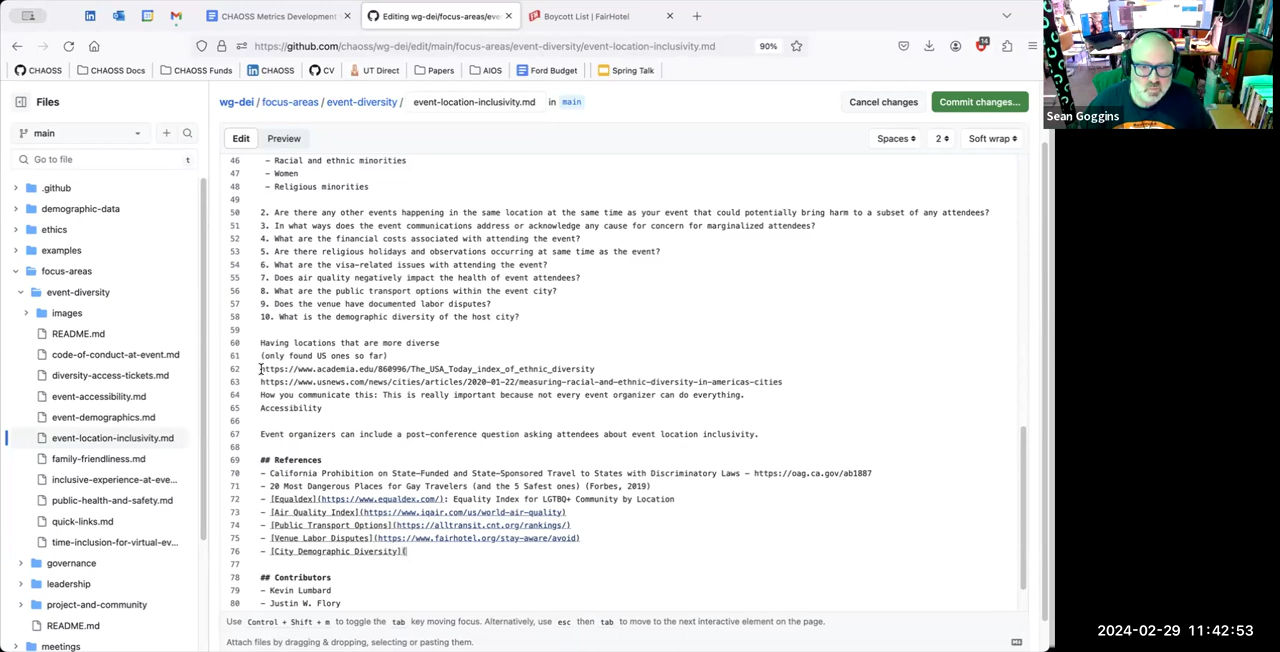 CHAOSS Metrics Development
Editing wg-dei/focus-areas/eve
Boycott List | FairHotel
https://github.com/chaoss/wg-dei/edit/main/focus-areas/event-diversity/event-location-inclusivity.md
90%
14
CHAOSS
CHAOSS Docs
CHAOSS Funds
CHAOSS
CV
UT Direct
Papers
AIOS
Ford Budget
Spring Talk
Sean Goggins
Files
wg-dei / focus-areas / event-diversity / event-location-inclusivity.md in main
Cancel changes
Commit changes...
main
Edit
Preview
Spaces
2
Soft wrap
Go to file
t
.github
demographic-data
ethics
examples
focus-areas
event-diversity
images
README.md
code-of-conduct-at-event.md
diversity-access-tickets.md
event-accessibility.md
event-demographics.md
event-location-inclusivity.md
family-friendliness.md
inclusive-experience-at-eve...
public-health-and-safety.md
quick-links.md
time-inclusion-for-virtual-ev...
governance
leadership
project-and-community
README.md
meetings
46 - Racial and ethnic minorities
47 - Women
48 - Religious minorities
49
50 2. Are there any other events happening in the same location at the same time as your event that could potentially bring harm to a subset of any attendees?
51 3. In what ways does the event communications address or acknowledge any cause for concern for marginalized attendees?
52 4. What are the financial costs associated with attending the event?
53 5. Are there religious holidays and observations occurring at same time as the event?
54 6. What are the visa-related issues with attending the event?
55 7. Does air quality negatively impact the health of event attendees?
56 8. What are the public transport options within the event city?
57 9. Does the venue have documented labor disputes?
58 10. What is the demographic diversity of the host city?
59
60 Having locations that are more diverse
61 (only found US ones so far)
62 https://www.academia.edu/860996/The_USA_Today_index_of_ethnic_diversity
63 https://www.usnews.com/news/cities/articles/2020-01-22/measuring-racial-and-ethnic-diversity-in-americas-cities
64 How you communicate this: This is really important because not every event organizer can do everything.
65 Accessibility
66
67 Event organizers can include a post-conference question asking attendees about event location inclusivity.
68
69 ## References
70 - California Prohibition on State-Funded and State-Sponsored Travel to States with Discriminatory Laws - https://oag.ca.gov/ab1887
71 - 20 Most Dangerous Places for Gay Travelers (and the 5 Safest ones) (Forbes, 2019)
72 - [Equaldex](https://www.equaldex.com/): Equality Index for LGTBQ+ Community by Location
73 - [Air Quality Index](https://www.iqair.com/us/world-air-quality)
74 - [Public Transport Options](https://alltransit.cnt.org/rankings/)
75 - [Venue Labor Disputes](https://www.fairhotel.org/stay-aware/avoid)
76 - [City Demographic Diversity](
77
78 ## Contributors
79 - Kevin Lumbard
80 - Justin W. Flory
Use Control + Shift + m to toggle the tab key moving focus. Alternatively, use esc then tab to move to the next interactive element on the page.
Attach files by dragging & dropping, selecting or pasting them.
2024-02-29 11:42:53